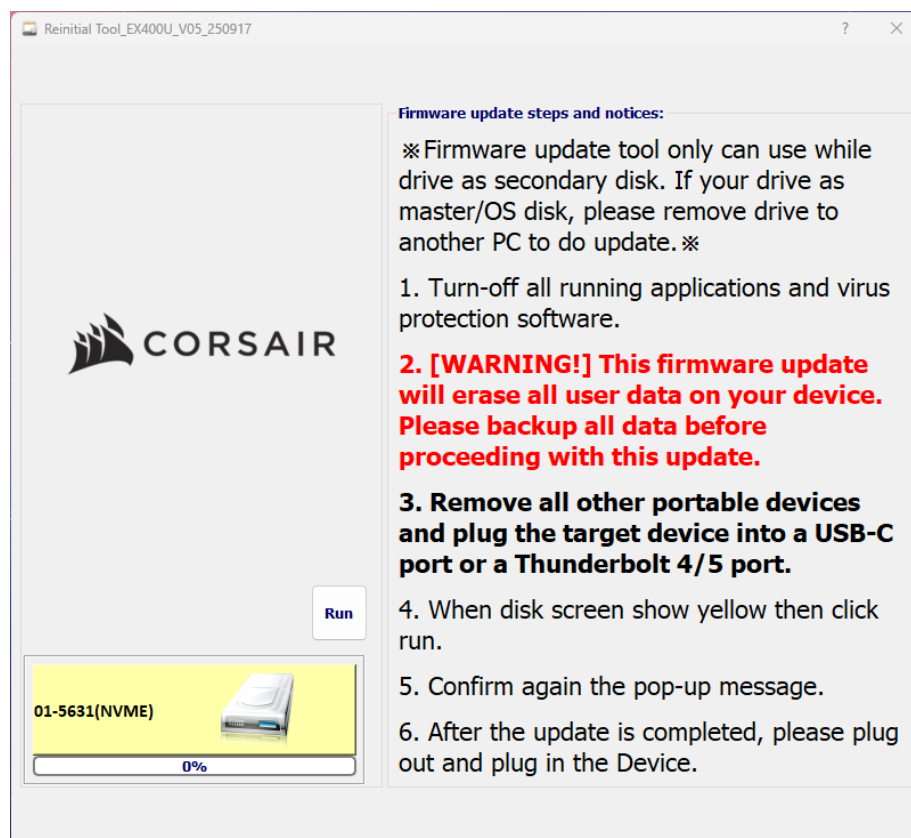 Reinitial Tool_EX400U_V05_250917
?
Firmware update steps and notices:
※Firmware update tool only can use while
drive as secondary disk. If your drive as
master/OS disk, please remove drive to
another PC to do update.※
1. Turn-off all running applications and virus
protection software.
2. [WARNING!] This firmware update
will erase all user data on your device.
Please backup all data before
proceeding with this update.
3. Remove all other portable devices
and plug the target device into a USB-C
port or a Thunderbolt 4/5 port.
4. When disk screen show yellow then click
run.
5. Confirm again the pop-up message.
6. After the update is completed, please plug
out and plug in the Device.
CORSAIR
Run
01-5631(NVME)
0%